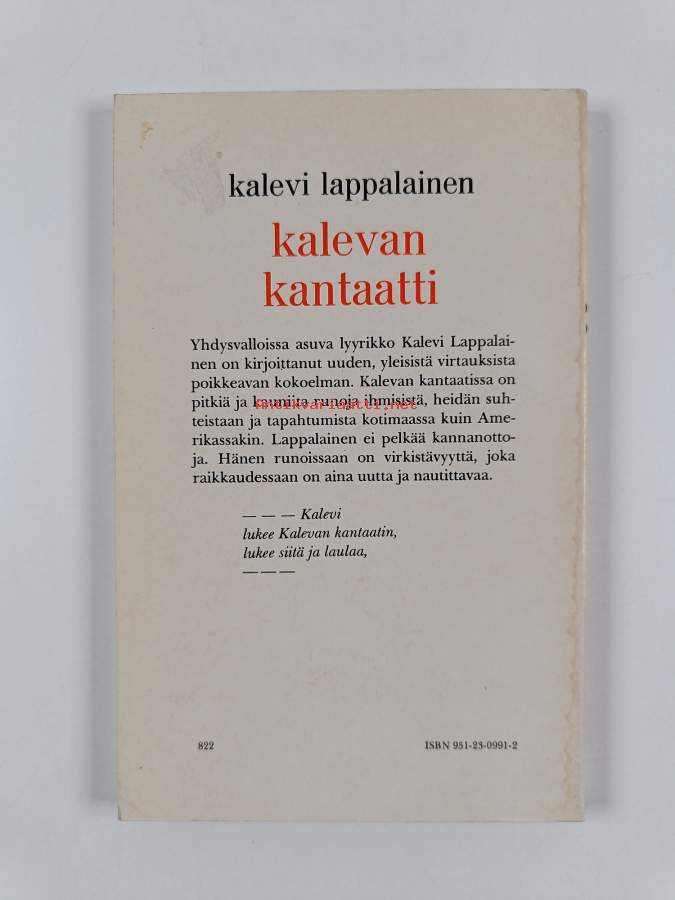 kalevi lappalainen
kalevan
kantaatti
Yhdysvalloissa asuva lyyrikko Kalevi Lappalai-
nen on kirjoittanut uuden, yleisistä virtauksista
poikkeavan kokoelman. Kalevan kantaatissa on
pitkiä ja kauniita runoja ihmisistä, heidän suh-
antikvariaatti.net
teistaan ja tapahtumista kotimaassa kuin Ame-
rikassakin. Lappalainen ei pelkää kannanotto-
ja. Hänen runoissaan on virkistävyyttä, joka
raikkaudessaan on aina uutta ja nautittavaa.
— — — Kalevi
lukee Kalevan kantaatin,
lukee siitä ja laulaa,
— — —
822
ISBN 951-23-0991-2